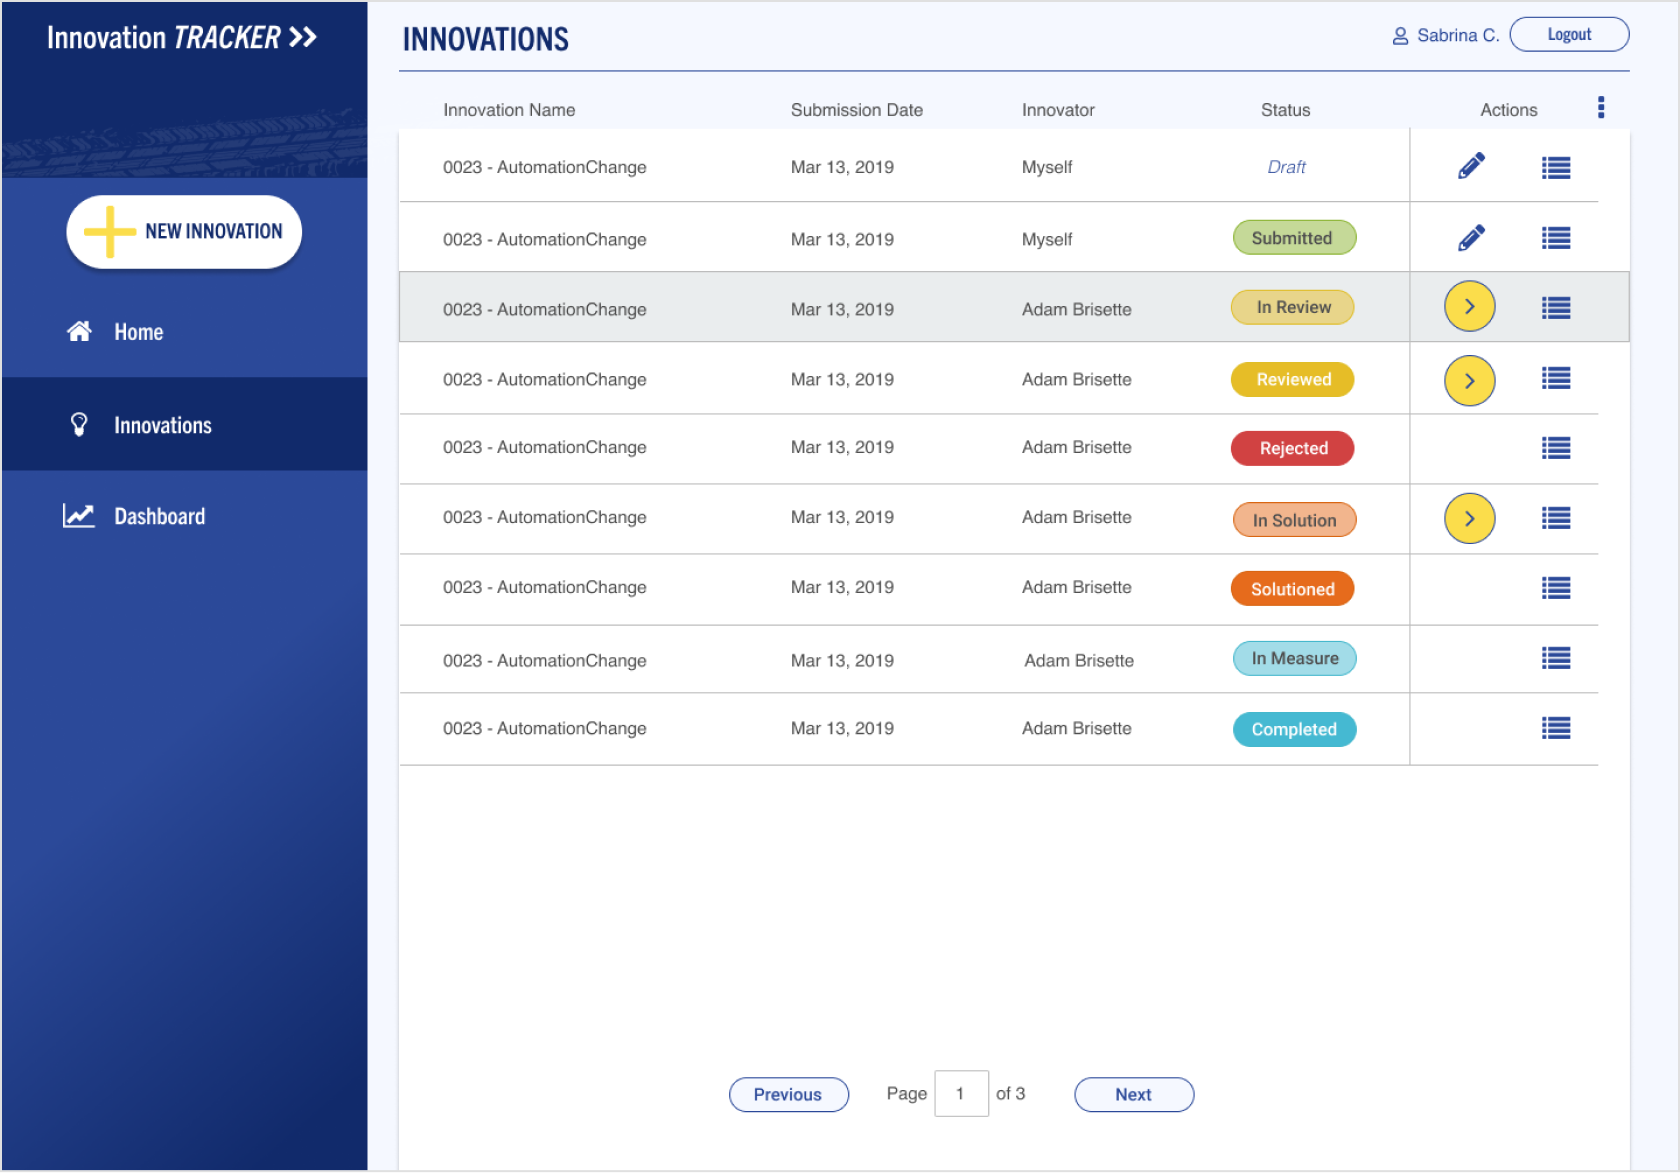 Innovation TRACKER
INNOVATIONS
Sabrina C.
Logout
NEW INNOVATION
Home
Innovations
Dashboard
Innovation Name Submission Date Innovator Status Actions
0023 - AutomationChange Mar 13, 2019 Myself Draft
0023 - AutomationChange Mar 13, 2019 Myself Submitted
0023 - AutomationChange Mar 13, 2019 Adam Brisette In Review
0023 - AutomationChange Mar 13, 2019 Adam Brisette Reviewed
0023 - AutomationChange Mar 13, 2019 Adam Brisette Rejected
0023 - AutomationChange Mar 13, 2019 Adam Brisette In Solution
0023 - AutomationChange Mar 13, 2019 Adam Brisette Solutioned
0023 - AutomationChange Mar 13, 2019 Adam Brisette In Measure
0023 - AutomationChange Mar 13, 2019 Adam Brisette Completed
Previous Page 1 of 3 Next